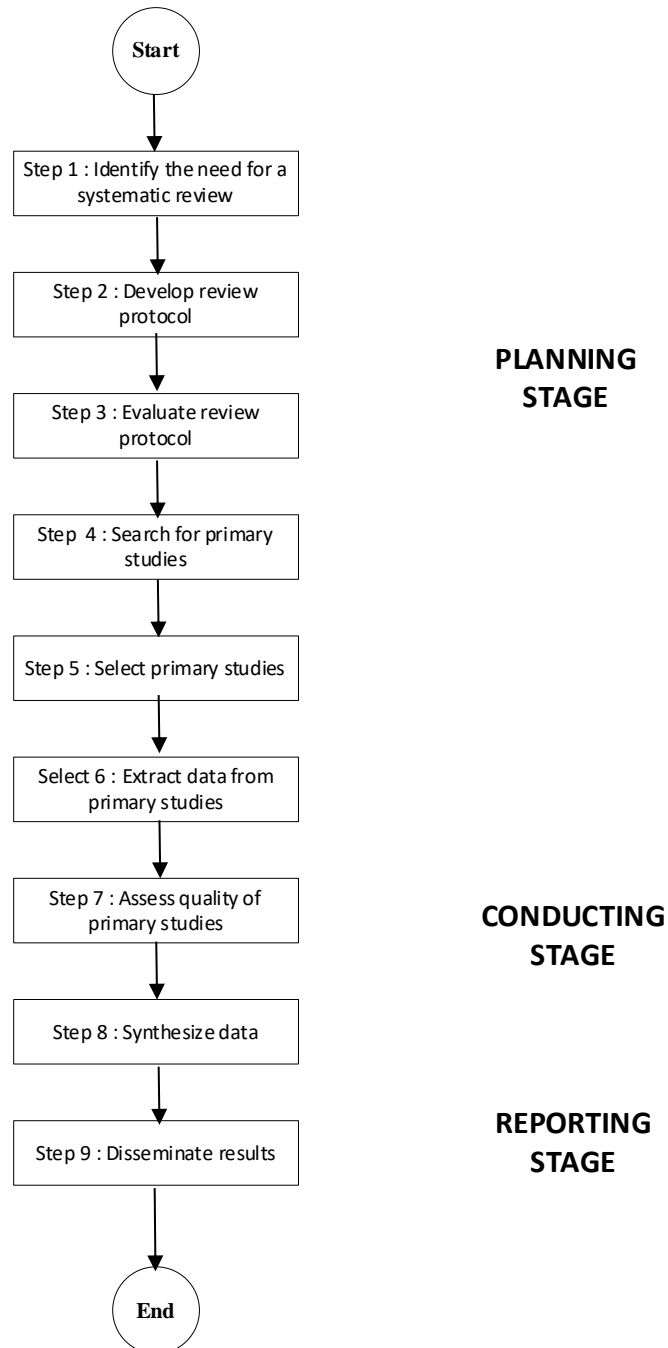 Start
Step 1 : Identify the need for a
systematic review
Step 2 : Develop review
protocol
PLANNING
STAGE
Step 3 : Evaluate review
protocol
Step  4 : Search for primary
studies
Step 5 : Select primary studies
Select 6 : Extract data from
primary studies
Step 7 : Assess quality of
primary studies
CONDUCTING
STAGE
Step 8 : Synthesize data
Step 9 : Disseminate results
REPORTING
STAGE
End